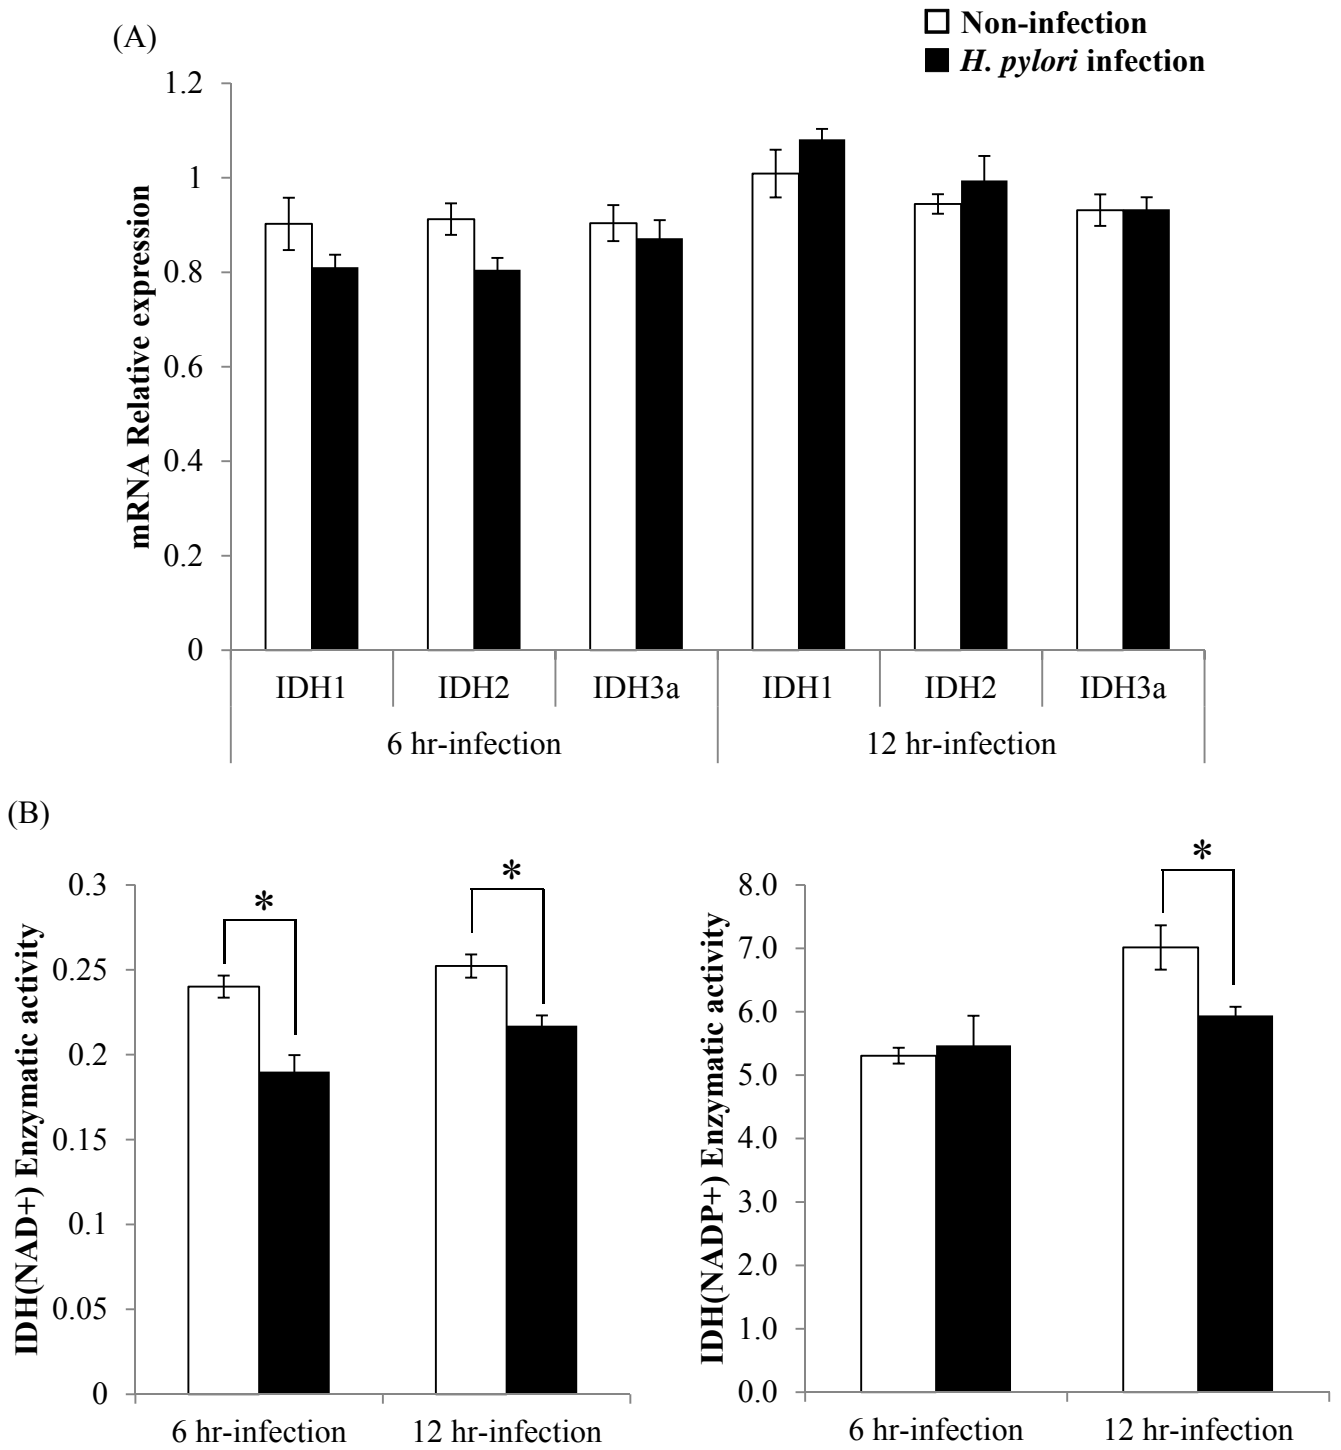 (A)
Non-infection
H. pylori infection
mRNA Relative expression
1.2
1
0.8
0.6
0.4
0.2
0
IDH1 IDH2 IDH3a IDH1 IDH2 IDH3a
6 hr-infection 12 hr-infection
(B)
IDH(NAD+) Enzymatic activity
0.3
0.25
0.2
0.15
0.1
0.05
0
* *
6 hr-infection 12 hr-infection
IDH(NADP+) Enzymatic activity
8.0
7.0
6.0
5.0
4.0
3.0
2.0
1.0
0.0
*
6 hr-infection 12 hr-infection